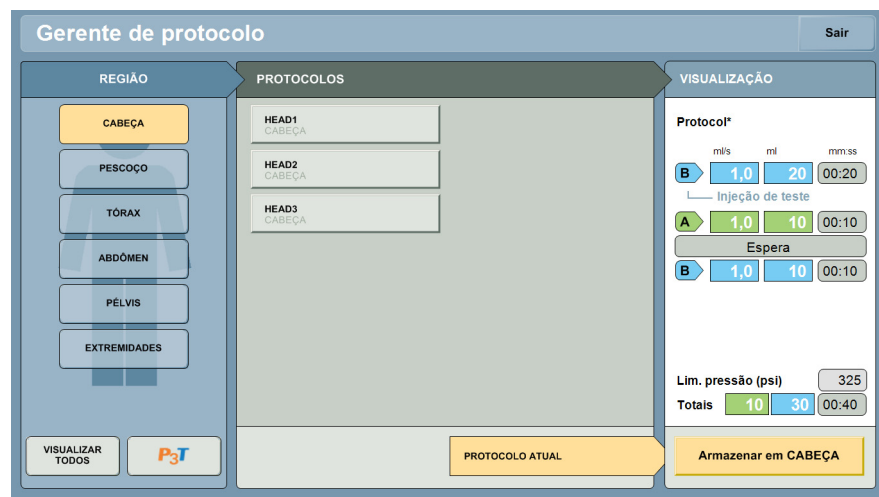 Gerente de protocolo
Sair
REGIÃO
PROTOCOLOS
VISUALIZAÇÃO
CABEÇA
PESCOÇO
TÓRAX
ABDÔMEN
PÉLVIS
EXTREMIDADES
VISUALIZAR
TODOS
P3T
HEAD1
CABEÇA
HEAD2
CABEÇA
HEAD3
CABEÇA
PROTOCOLO ATUAL
Protocol*
ml/s ml mm:ss
B 1,0 20 00:20
Injeção de teste
A 1,0 10 00:10
Espera
B 1,0 10 00:10
Lim. pressão (psi) 325
Totais 10 30 00:40
Armazenar em CABEÇA